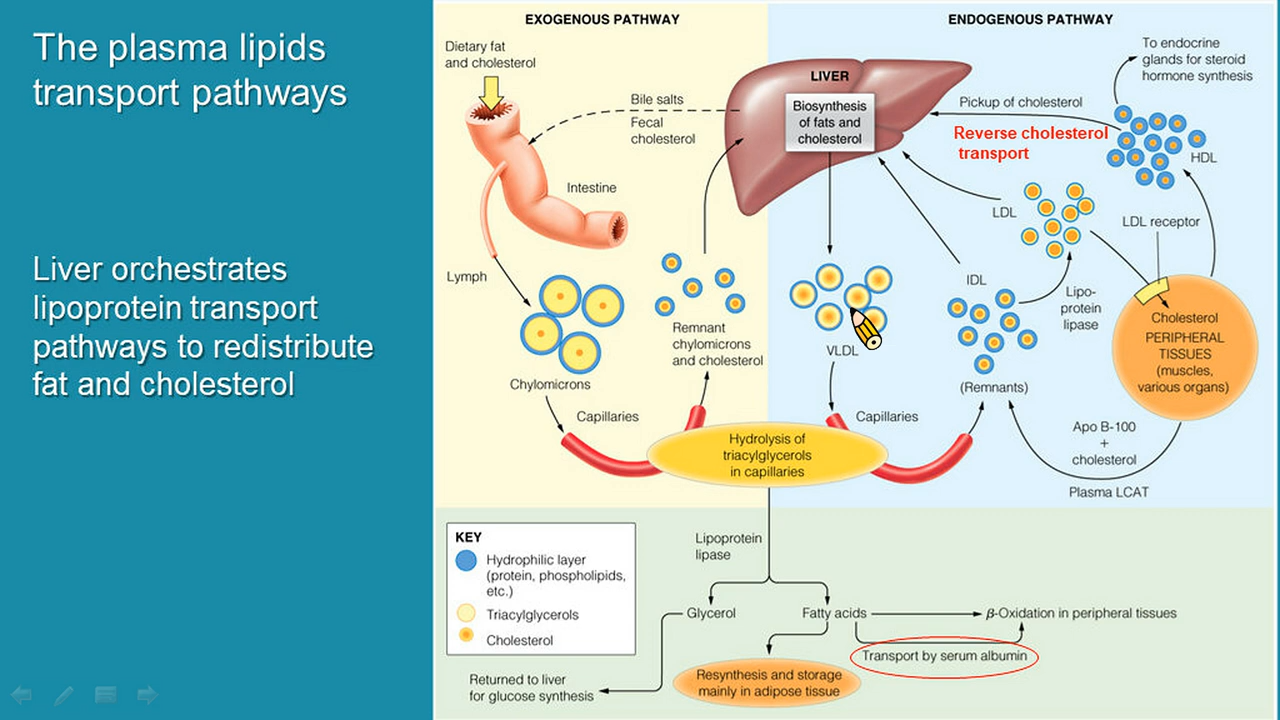 The plasma lipids
transport pathways
Liver orchestrates
lipoprotein transport
pathways to redistribute
fat and cholesterol
EXOGENOUS PATHWAY
ENDOGENOUS PATHWAY
Dietary fat
and cholesterol
Bile salts
Fecal
cholesterol
Intestine
Lymph
Chylomicrons
Remnant
chylomicrons
and cholesterol
Capillaries
LIVER
Biosynthesis
of fats and
cholesterol
VLDL
Capillaries
Pickup of cholesterol
Reverse cholesterol
transport
To endocrine
glands for steroid
hormone synthesis
HDL
LDL
LDL receptor
IDL
Lipo-
protein
lipase
(Remnants)
Cholesterol
PERIPHERAL
TISSUES
(muscles,
various organs)
Apo B-100
+
cholesterol
Plasma LCAT
Hydrolysis of
triacylglycerols
in capillaries
KEY
Hydrophilic layer
(protein, phospholipids,
etc.)
Triacylglycerols
Cholesterol
Lipoprotein
lipase
Glycerol
Fatty acids
β-Oxidation in peripheral tissues
Transport by serum albumin
Resynthesis and storage
mainly in adipose tissue
Returned to liver
for glucose synthesis